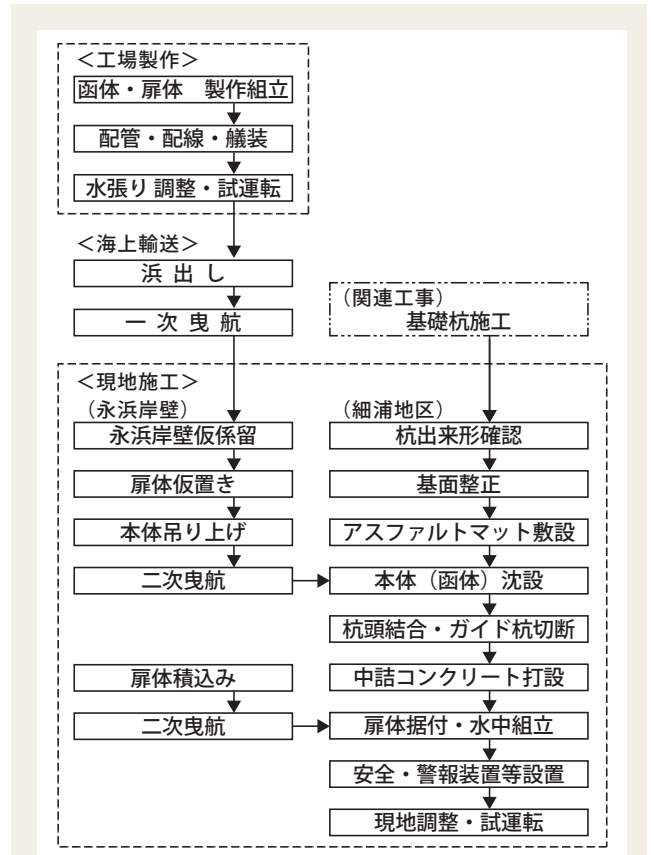 ＜工場製作＞
函体・扉体　製作組立
配管・配線・艤装
水張り 調整・試運転
＜海上輸送＞
浜 出 し
一 次 曳 航
（関連工事）
基礎杭施工
＜現地施工＞
（永浜岸壁）
永浜岸壁仮係留
扉体仮置き
本体吊り上げ
二次曳航
扉体積込み
二次曳航
（細浦地区）
杭出来形確認
基面整正
アスファルトマット敷設
本体（函体）沈設
杭頭結合・ガイド杭切断
中詰コンクリート打設
扉体据付・水中組立
安全・警報装置等設置
現地調整・試運転